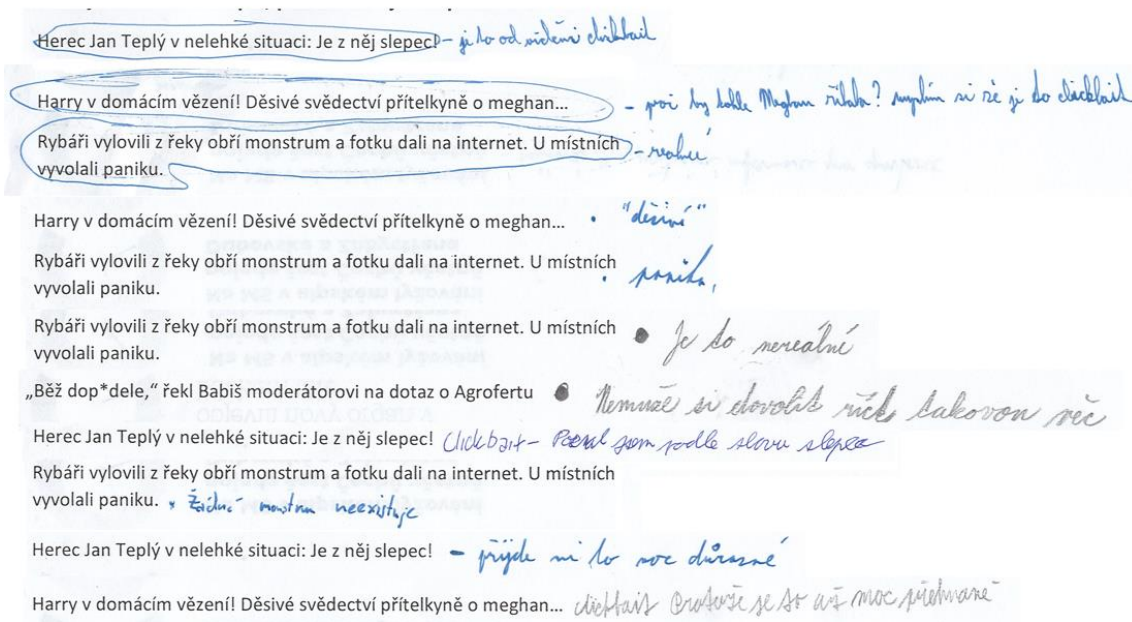 Herec Jan Teplý v nelehké situaci: Je z něj slepec! – je to od vidění clickbait
Harry v domácím vězení! Děsivé svědectví přítelkyně o meghan... – proč by tohle Meghan říkala? myslím si že je to clickbait
Rybáři vylovili z řeky obří monstrum a fotku dali na internet. U místních
vyvolali paniku.
Harry v domácím vězení! Děsivé svědectví přítelkyně o meghan... • "děsivé"
Rybáři vylovili z řeky obří monstrum a fotku dali na internet. U místních
vyvolali paniku. • panika,
Rybáři vylovili z řeky obří monstrum a fotku dali na internet. U místních
vyvolali paniku. • Je to nereálné
„Běž dop*dele,“ řekl Babiš moderátorovi na dotaz o Agrofertu • Nemůže si dovolit říct takovou věc
Herec Jan Teplý v nelehké situaci: Je z něj slepec! Clickbait – Poznal jsem podle slova slepec
Rybáři vylovili z řeky obří monstrum a fotku dali na internet. U místních
vyvolali paniku. • Žádné monstrum neexistuje
Herec Jan Teplý v nelehké situaci: Je z něj slepec! – příjde mi to moc důrazné
Harry v domácím vězení! Děsivé svědectví přítelkyně o meghan... clickbait Protože je to až moc přehnané